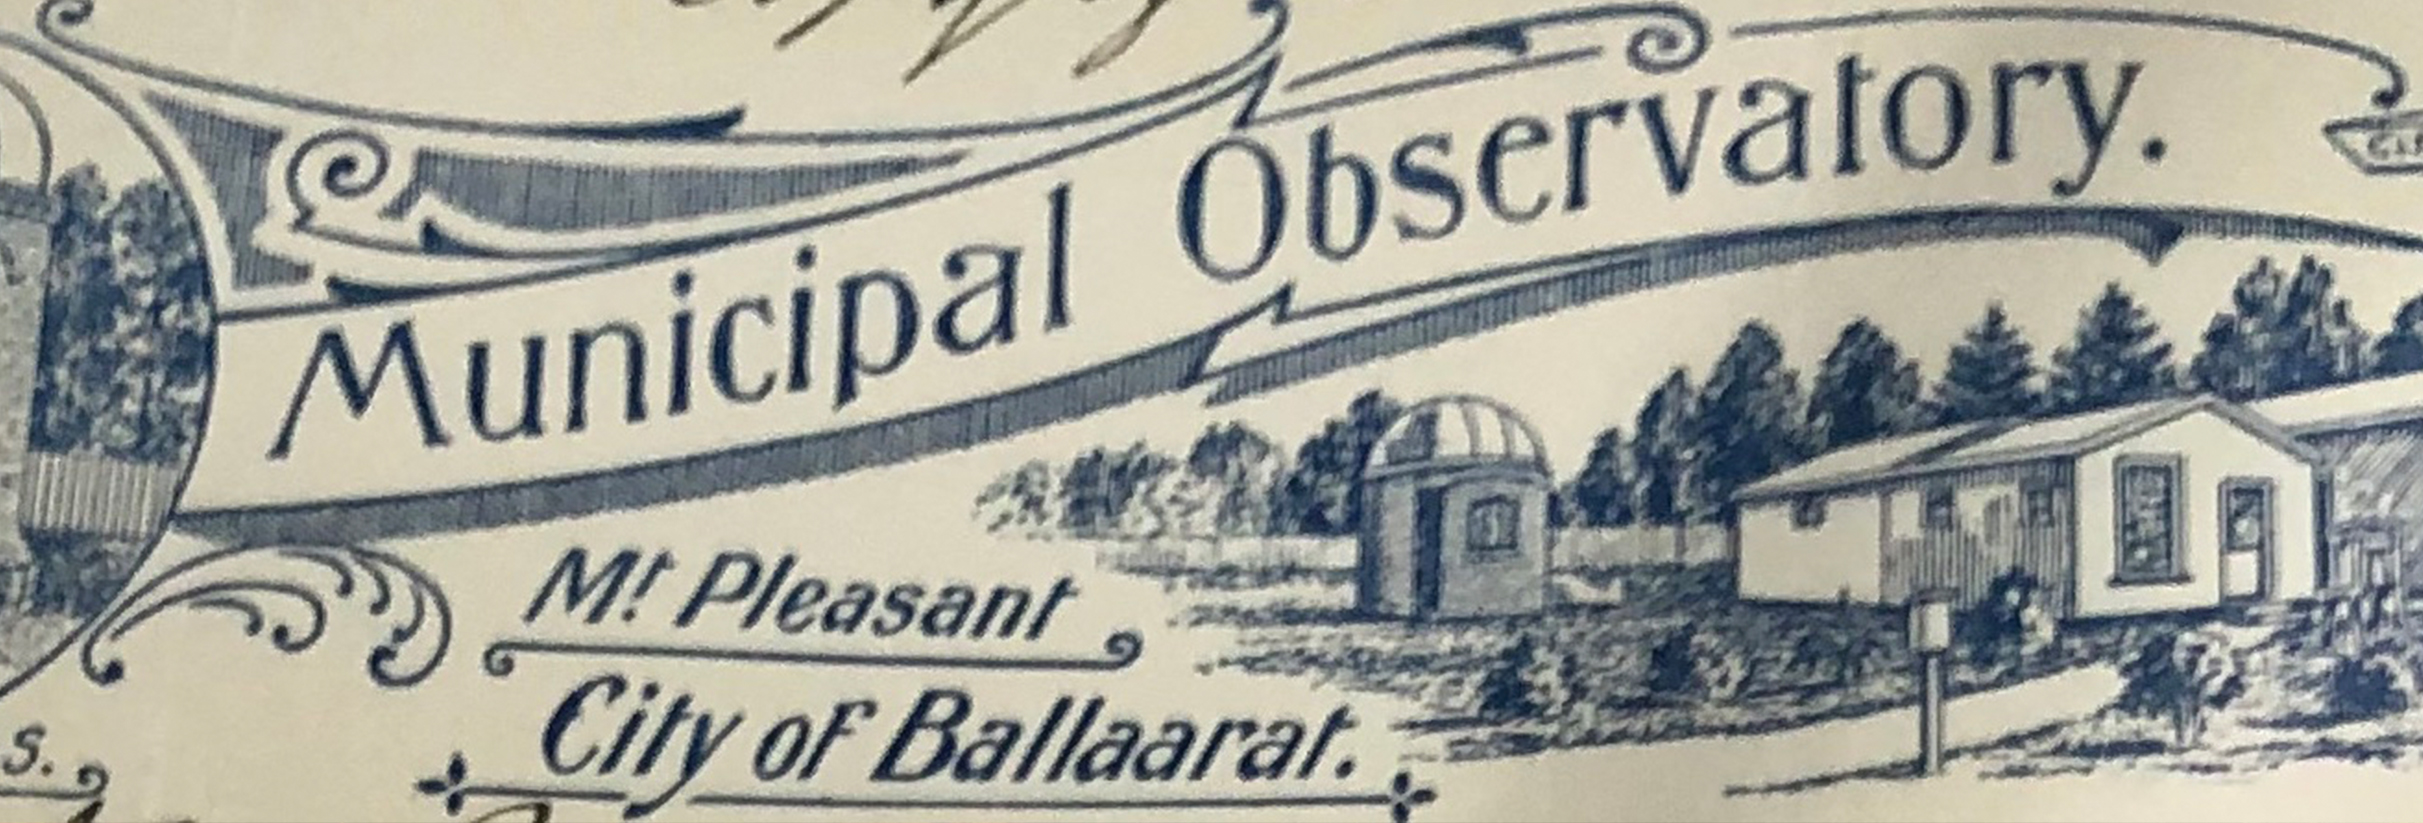 Municipal Observatory.
Mt. Pleasant
City of Ballaarat.
s.